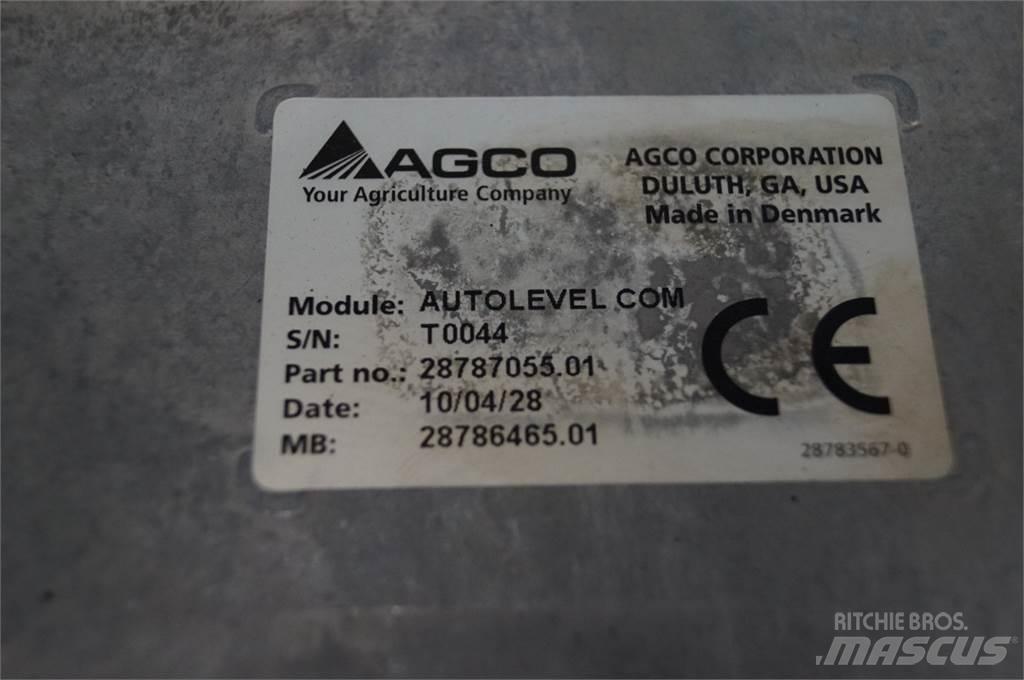 AGCO
Your Agriculture Company
AGCO CORPORATION
DULUTH, GA, USA
Made in Denmark
Module: AUTOLEVEL COM
S/N: T0044
Part no.: 28787055.01
Date: 10/04/28
MB: 28786465.01
CE
28783567-0
RITCHIE BROS.
MASCUS